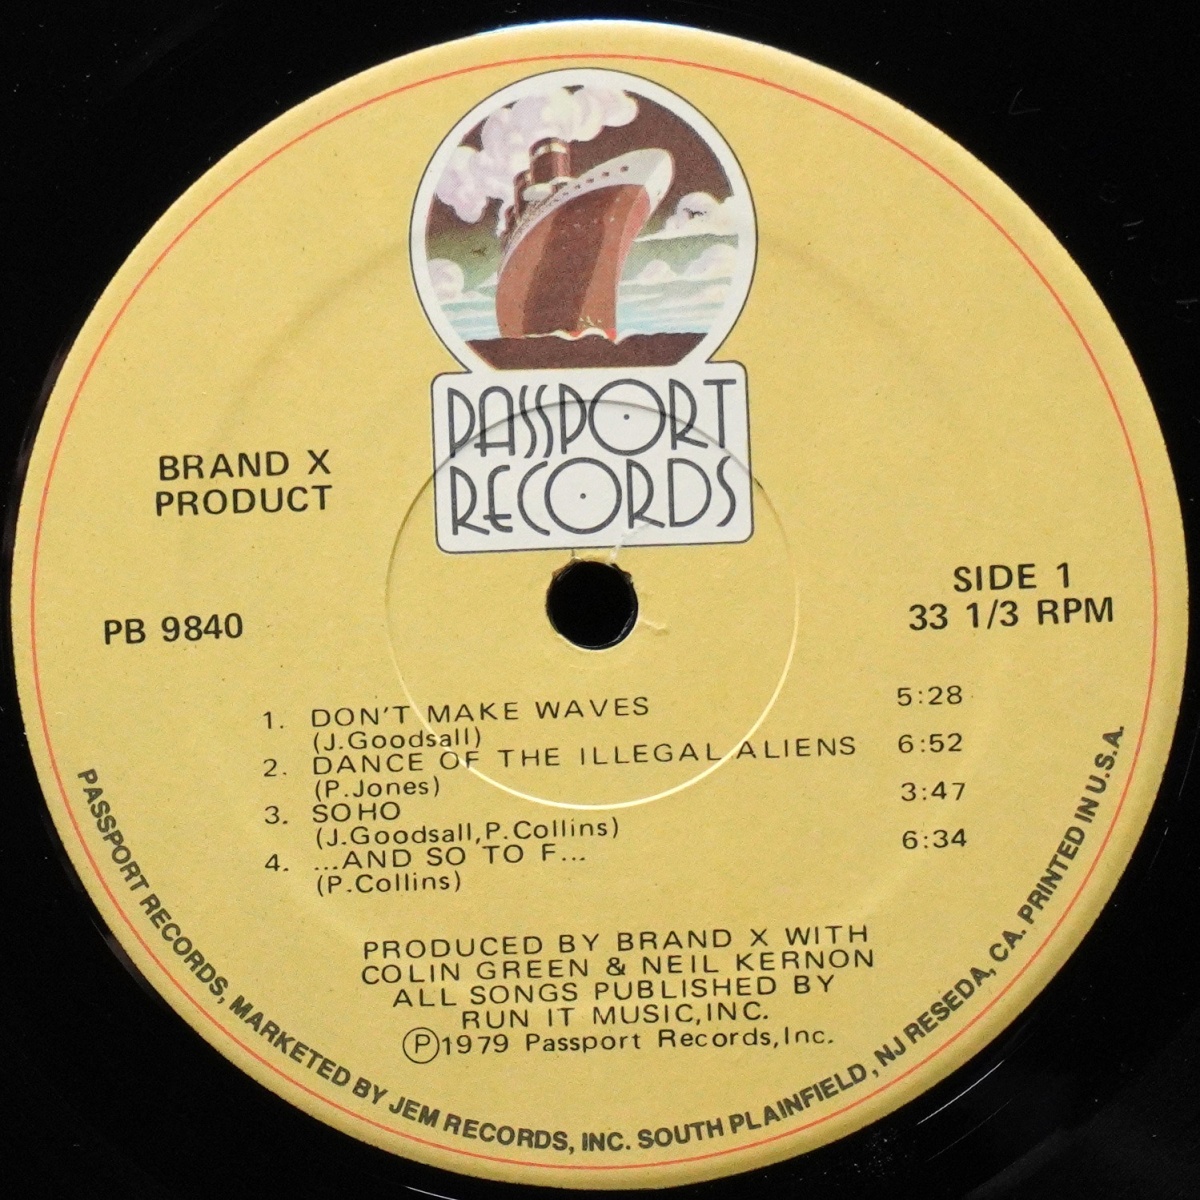 PASSPORT
RECORDS
BRAND X
PRODUCT
PB 9840
SIDE 1
33 1/3 RPM
1. DON'T MAKE WAVES 5:28
(J.Goodsall)
2. DANCE OF THE ILLEGAL ALIENS 6:52
(P.Jones)
3. SOHO 3:47
(J.Goodsall,P.Collins)
4. ...AND SO TO F... 6:34
(P.Collins)
PRODUCED BY BRAND X WITH
COLIN GREEN & NEIL KERNON
ALL SONGS PUBLISHED BY
RUN IT MUSIC,INC.
Ⓟ1979 Passport Records,Inc.
PASSPORT RECORDS, MARKETED BY JEM RECORDS, INC. SOUTH PLAINFIELD, NJ RESEDA, CA. PRINTED IN U.S.A.